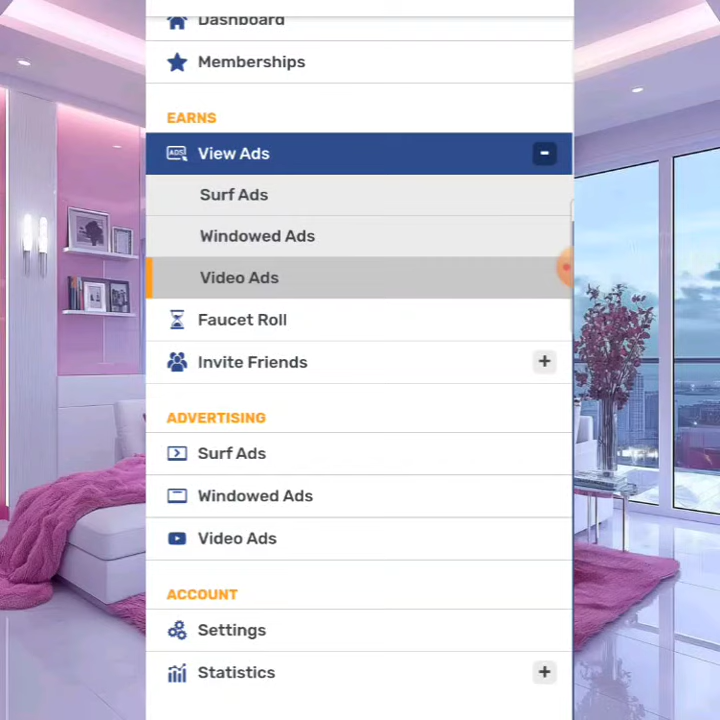 Dashboard
Memberships
EARNS
ADS
View Ads
Surf Ads
Windowed Ads
Video Ads
Faucet Roll
Invite Friends
ADVERTISING
Surf Ads
Windowed Ads
Video Ads
ACCOUNT
Settings
Statistics